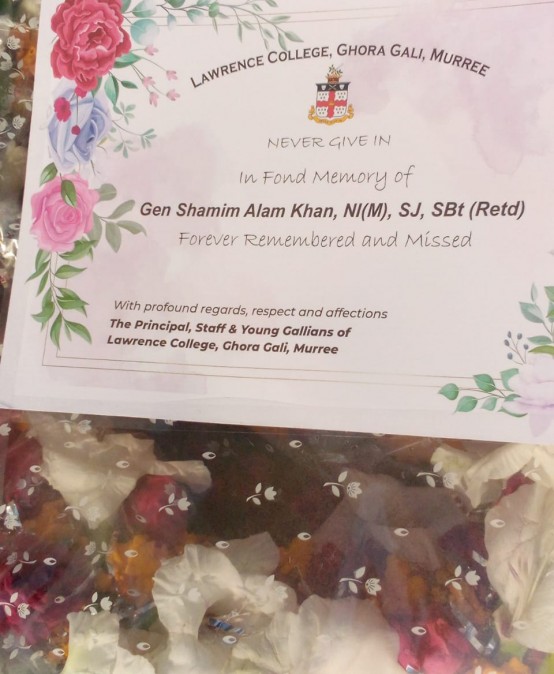 LAWRENCE COLLEGE, GHORA GALI, MURREE
NEVER GIVE IN
In Fond Memory of
Gen Shamim Alam Khan, NI(M), SJ, SBt (Retd)
Forever Remembered and Missed
With profound regards, respect and affections
The Principal, Staff & Young Gallians of
Lawrence College, Ghora Gali, Murree